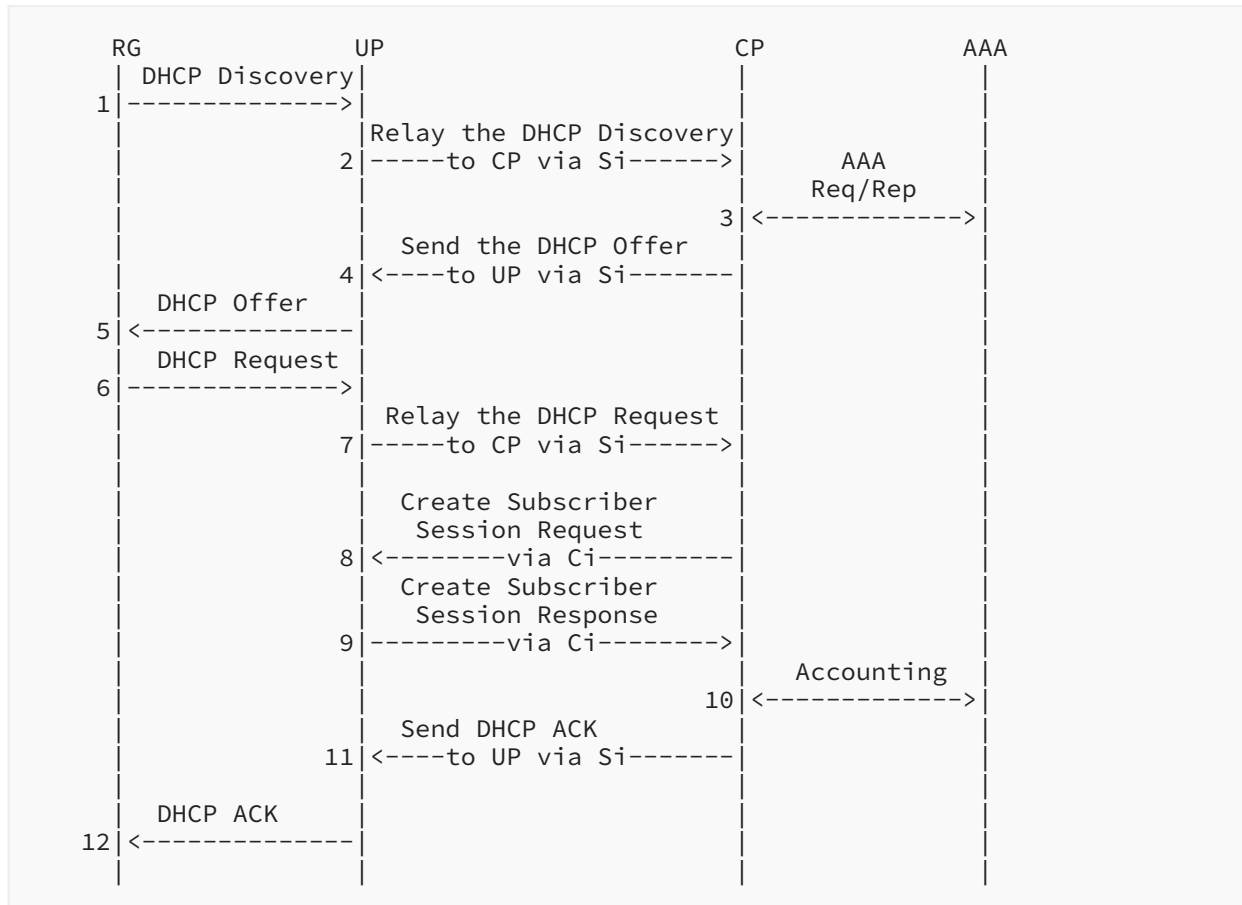 RG UP CP AAA
DHCP Discovery
1
Relay the DHCP Discovery
2 to CP via Si AAA
Req/Rep
3
Send the DHCP Offer
4 to UP via Si
DHCP Offer
5
DHCP Request
6
Relay the DHCP Request
7 to CP via Si
Create Subscriber
Session Request
8 via Ci
Create Subscriber
Session Response
9 via Ci
Accounting
10
Send DHCP ACK
11 to UP via Si
DHCP ACK
12